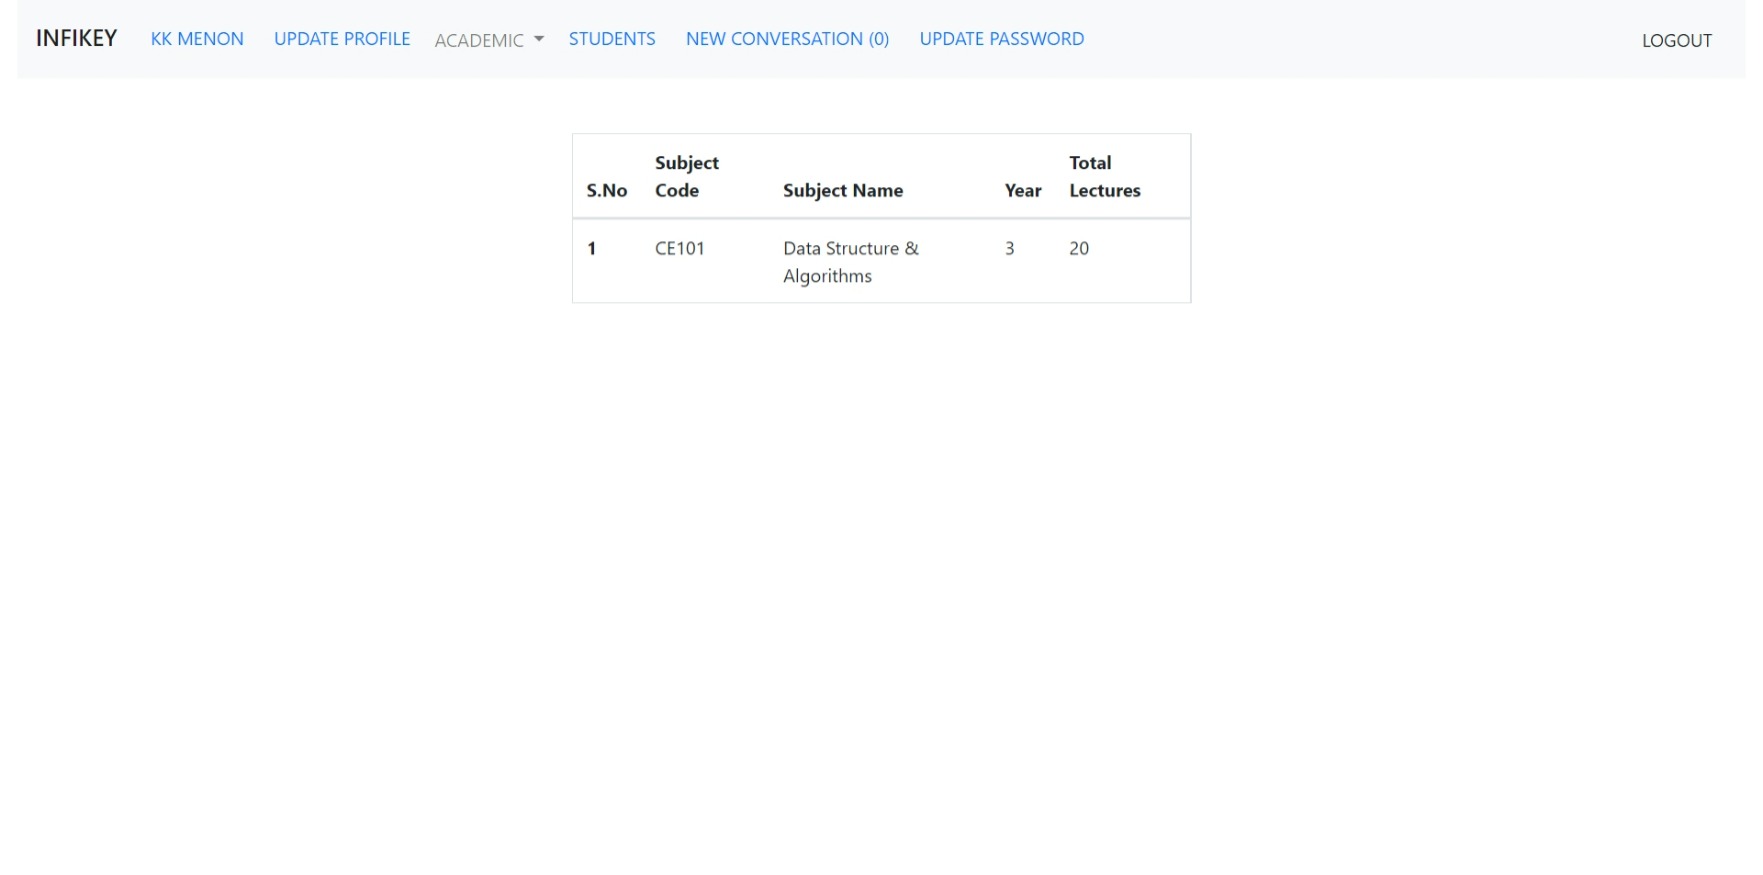 INFIKEY KK MENON UPDATE PROFILE ACADEMIC STUDENTS NEW CONVERSATION (0) UPDATE PASSWORD LOGOUT
Subject Total
S.No Code Subject Name Year Lectures
1 CE101 Data Structure & 3 20
Algorithms